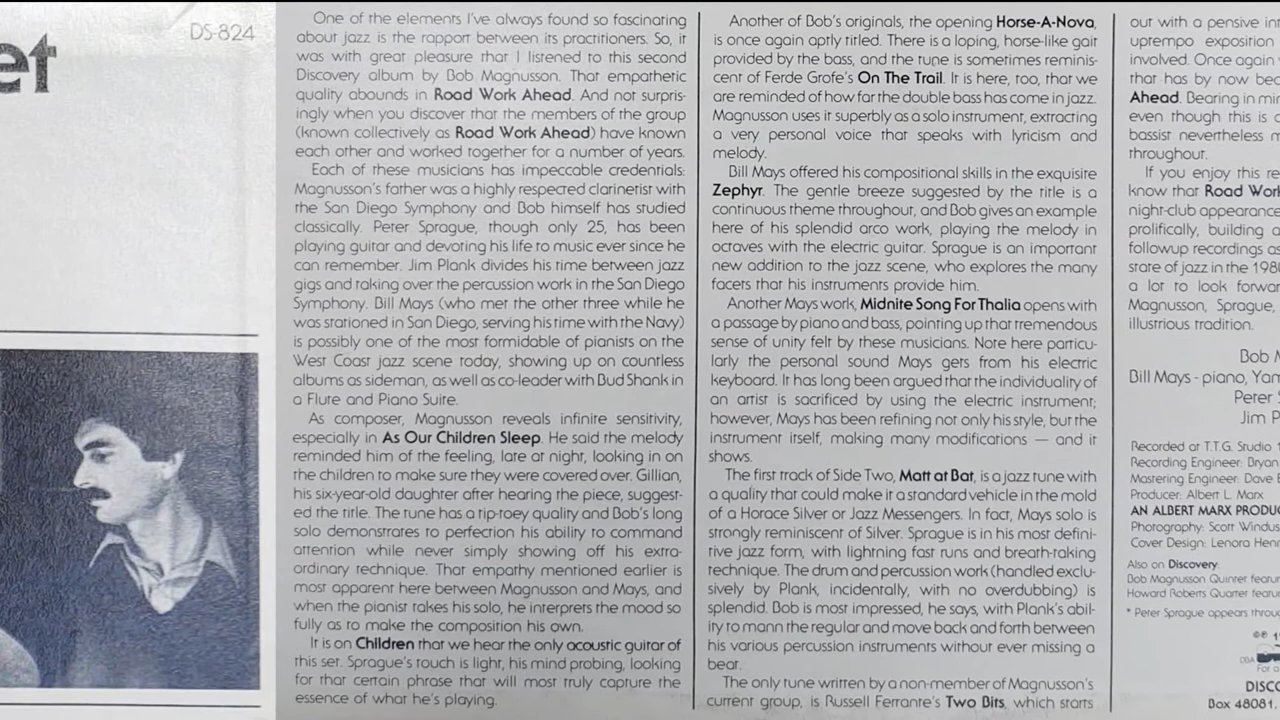 et
DS-824
One of the elements I've always found so fascinating
about jazz is the rapport between its practitioners. So, it
was with great pleasure that I listened to this second
Discovery album by Bob Magnusson. That empathetic
quality abounds in Road Work Ahead. And not surpris-
ingly when you discover that the members of the group
(known collectively as Road Work Ahead) have known
each other and worked together for a number of years.
Each of these musicians has impeccable credentials:
Magnusson's father was a highly respected clarinetist with
the San Diego Symphony and Bob himself has studied
classically. Peter Sprague, though only 25, has been
playing guitar and devoting his life to music ever since he
can remember. Jim Plank divides his time between jazz
gigs and taking over the percussion work in the San Diego
Symphony. Bill Mays (who met the other three while he
was stationed in San Diego, serving his time with the Navy)
is possibly one of the most formidable of pianists on the
West Coast jazz scene today, showing up on countless
albums as sideman, as well as co-leader with Bud Shank in
a Flute and Piano Suite.
As composer, Magnusson reveals infinite sensitivity,
especially in As Our Children Sleep. He said the melody
reminded him of the feeling, late at night, looking in on
the children to make sure they were covered over. Gillian,
his six-year-old daughter after hearing the piece, suggest-
ed the title. The tune has a tip-toey quality and Bob's long
solo demonstrates to perfection his ability to command
attention while never simply showing off his extra-
ordinary technique. That empathy mentioned earlier is
most apparent here between Magnusson and Mays, and
when the pianist takes his solo, he interprets the mood so
fully as to make the composition his own.
It is on Children that we hear the only acoustic guitar of
this set. Sprague's touch is light, his mind probing, looking
for that certain phrase that will most truly capture the
essence of what he's playing.
Another of Bob's originals, the opening Horse-A-Nova,
is once again aptly titled. There is a loping, horse-like gait
provided by the bass, and the tune is sometimes reminis-
cent of Ferde Grofe's On The Trail. It is here, too, that we
are reminded of how far the double bass has come in jazz.
Magnusson uses it superbly as a solo instrument, extracting
a very personal voice that speaks with lyricism and
melody.
Bill Mays offered his compositional skills in the exquisite
Zephyr. The gentle breeze suggested by the title is a
continuous theme throughout, and Bob gives an example
here of his splendid arco work, playing the melody in
octaves with the electric guitar. Sprague is an important
new addition to the jazz scene, who explores the many
facets that his instruments provide him.
Another Mays work, Midnite Song For Thalia opens with
a passage by piano and bass, pointing up that tremendous
sense of unity felt by these musicians. Note here particu-
larly the personal sound Mays gets from his electric
keyboard. It has long been argued that the individuality of
an artist is sacrificed by using the electric instrument;
however, Mays has been refining not only his style, but the
instrument itself, making many modifications — and it
shows.
The first track of Side Two, Matt at Bat, is a jazz tune with
a quality that could make it a standard vehicle in the mold
of a Horace Silver or Jazz Messengers. In fact, Mays solo is
strongly reminiscent of Silver. Sprague is in his most defini-
tive jazz form, with lightning fast runs and breath-taking
technique. The drum and percussion work (handled exclu-
sively by Plank, incidentally, with no overdubbing) is
splendid. Bob is most impressed, he says, with Plank's abil-
ity to mann the regular and move back and forth between
his various percussion instruments without ever missing a
beat.
The only tune written by a non-member of Magnusson's
current group, is Russell Ferrante's Two Bits, which starts
out with a pensive in
uptempo exposition
involved. Once again
that has by now be
Ahead. Bearing in mi
even though this is
bassist nevertheless
throughout.
If you enjoy this re
know that Road Wor
night-club appearanc
prolifically, building a
followup recordings as
state of jazz in the 198
a lot to look forwar
Magnusson, Sprague,
illustrious tradition.
Bob M
Bill Mays - piano, Yam
Peter
Jim P
Recorded at T.T.G. Studio
Recording Engineer: Bryan
Mastering Engineer: Dave
Producer: Albert L. Marx
AN ALBERT MARX PRODU
Photography: Scott Windus
Cover Design: Lenora Hen
Also on Discovery:
Bob Magnusson Quintet featur
Howard Roberts Quartet featur
* Peter Sprague appears throu
DBA
For a
DISCO
Box 48081,